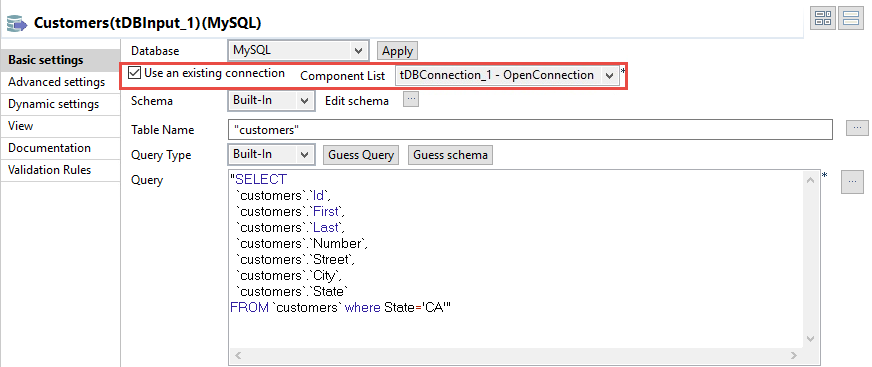 Customers(tDBInput_1)(MySQL)
Basic settings
Advanced settings
Dynamic settings
View
Documentation
Validation Rules
Database MySQL Apply
Use an existing connection Component List tDBConnection_1 - OpenConnection *
Schema Built-In Edit schema ...
Table Name "customers" ...
Query Type Built-In Guess Query Guess schema
Query "SELECT * ...
`customers`.`Id`,
`customers`.`First`,
`customers`.`Last`,
`customers`.`Number`,
`customers`.`Street`,
`customers`.`City`,
`customers`.`State`
FROM `customers` where State='CA'"